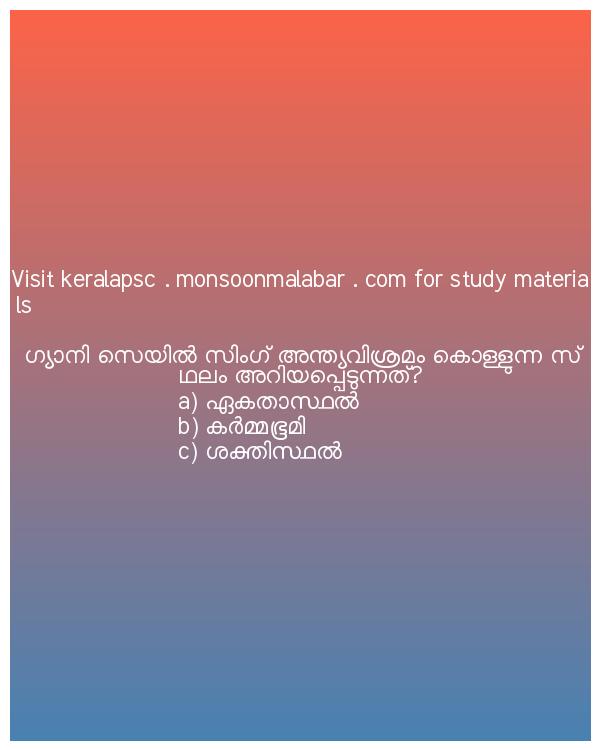 Visit keralapsc . monsoonmalabar . com for study materia
ls
ഗ്യാനി സെയിൽ സിംഗ് അന്ത്യവിശ്രമം കൊള്ളുന്ന സ്
ഥലം അറിയപ്പെടുന്നത്?
a) ഏകതാസ്ഥൽ
b) കർമ്മഭൂമി
c) ശക്തിസ്ഥൽ